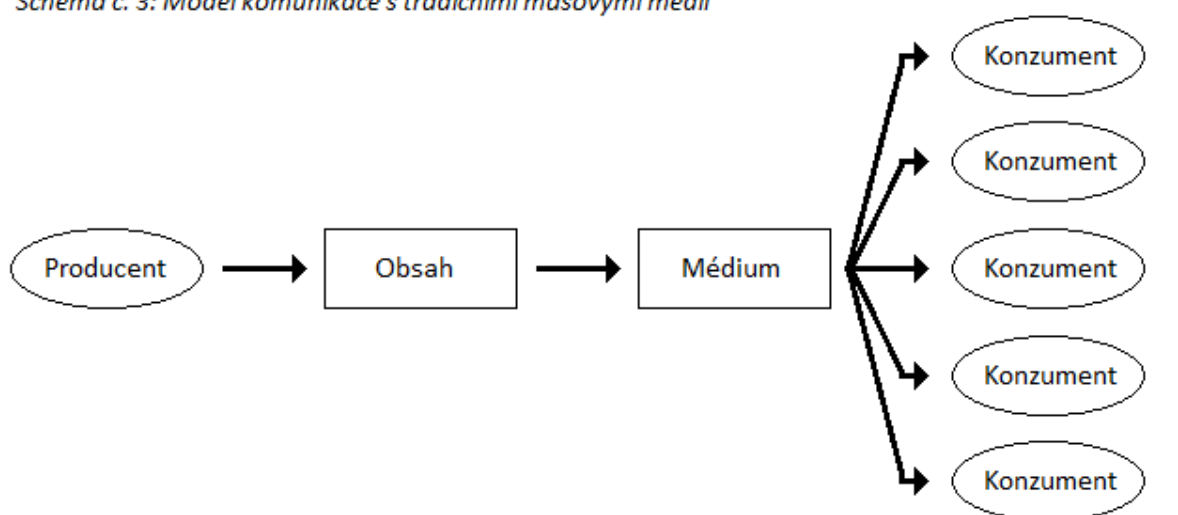 Schéma č. 3: Model komunikace s tradičními masovými médii
Konzument
Konzument
Producent
Obsah
Médium
Konzument
Konzument
Konzument